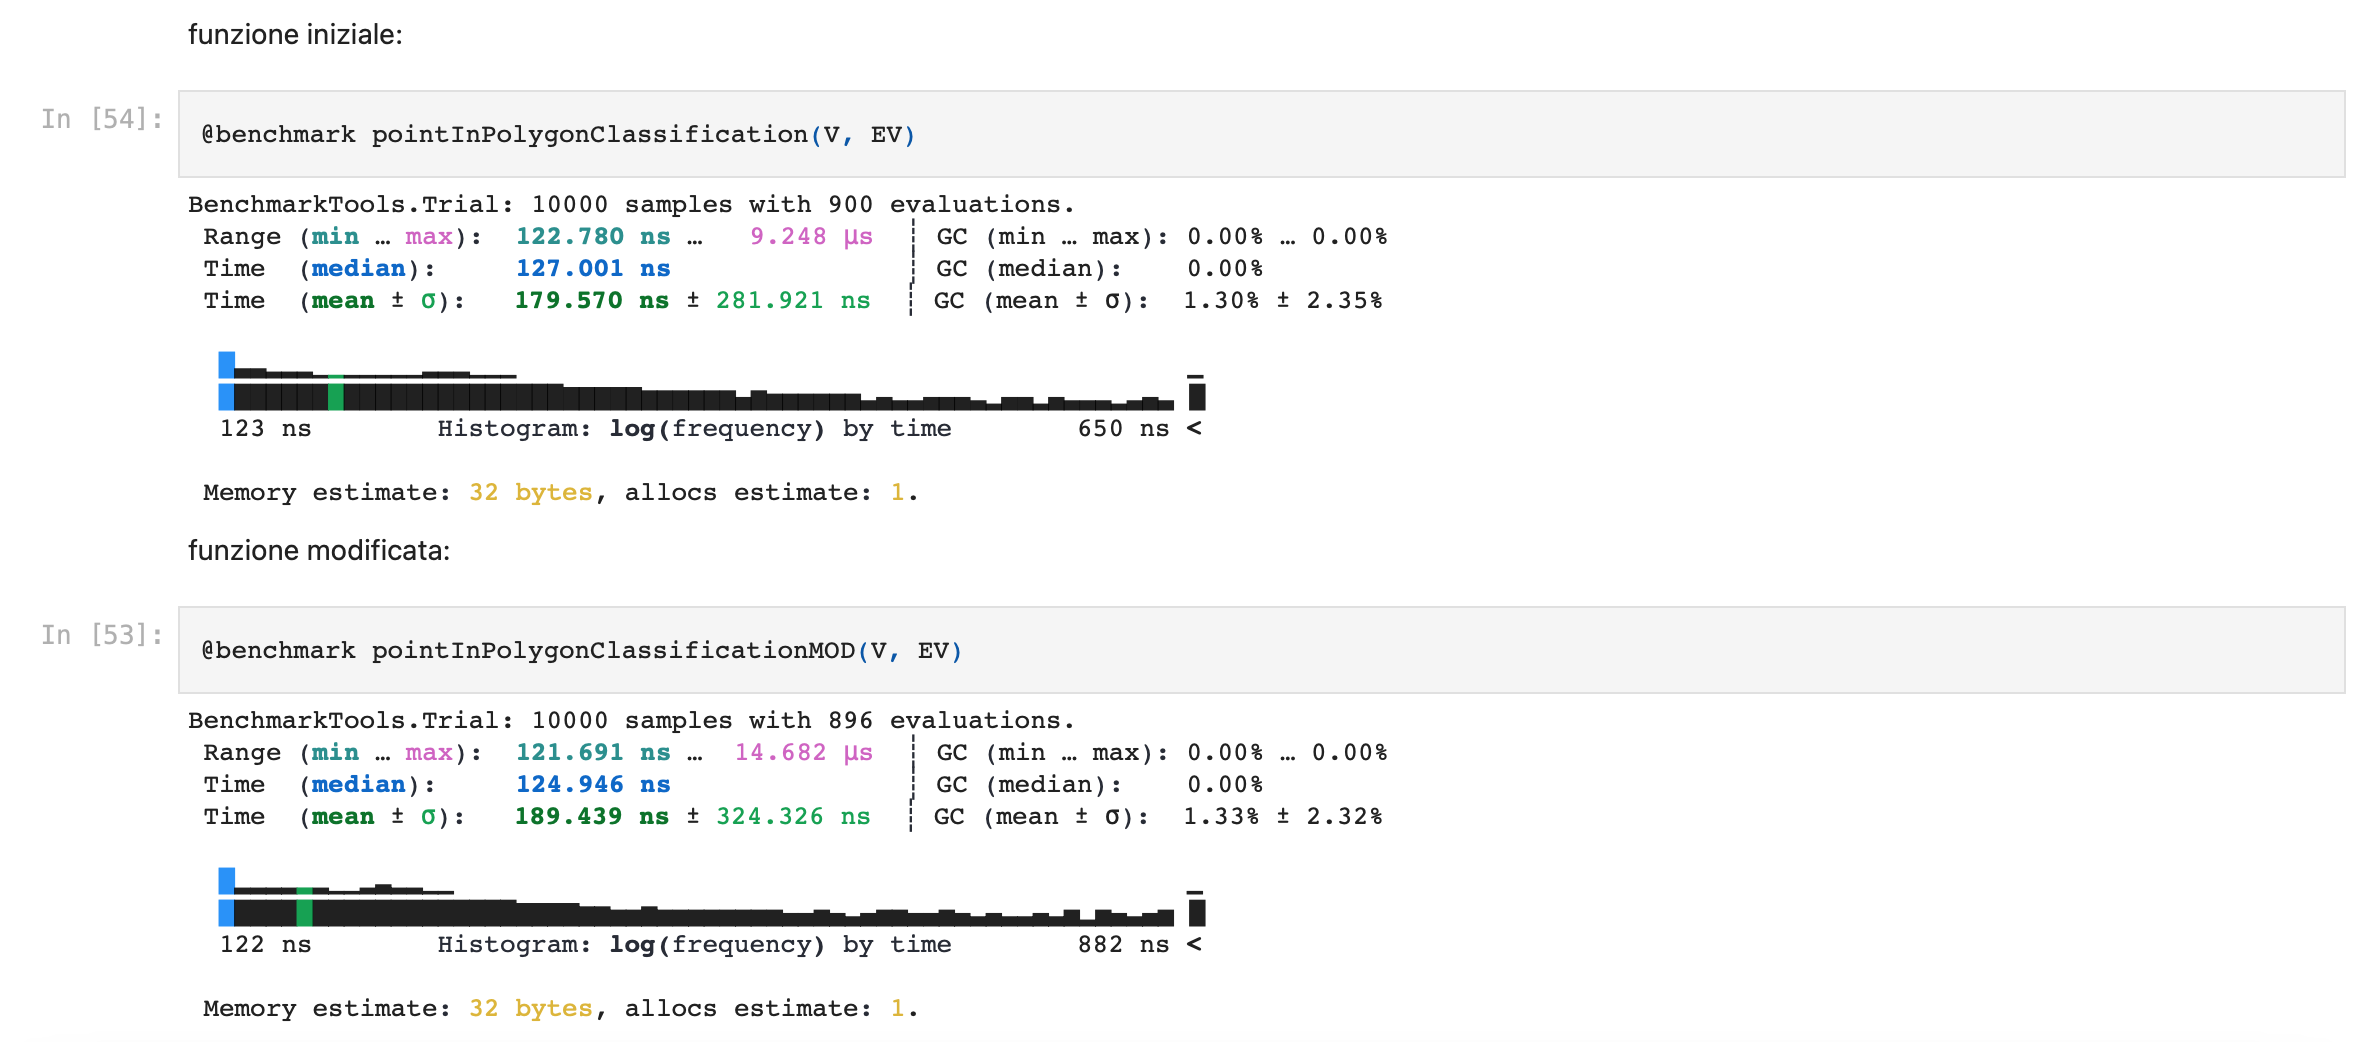 funzione iniziale:
In [54]:
@benchmark pointInPolygonClassification(V, EV)
BenchmarkTools.Trial: 10000 samples with 900 evaluations.
Range (min … max): 122.780 ns … 9.248 μs ┊ GC (min … max): 0.00% … 0.00%
Time (median): 127.001 ns ┊ GC (median): 0.00%
Time (mean ± σ): 179.570 ns ± 281.921 ns ┊ GC (mean ± σ): 1.30% ± 2.35%
123 ns Histogram: log(frequency) by time 650 ns <
Memory estimate: 32 bytes, allocs estimate: 1.
funzione modificata:
In [53]:
@benchmark pointInPolygonClassificationMOD(V, EV)
BenchmarkTools.Trial: 10000 samples with 896 evaluations.
Range (min … max): 121.691 ns … 14.682 μs ┊ GC (min … max): 0.00% … 0.00%
Time (median): 124.946 ns ┊ GC (median): 0.00%
Time (mean ± σ): 189.439 ns ± 324.326 ns ┊ GC (mean ± σ): 1.33% ± 2.32%
122 ns Histogram: log(frequency) by time 882 ns <
Memory estimate: 32 bytes, allocs estimate: 1.